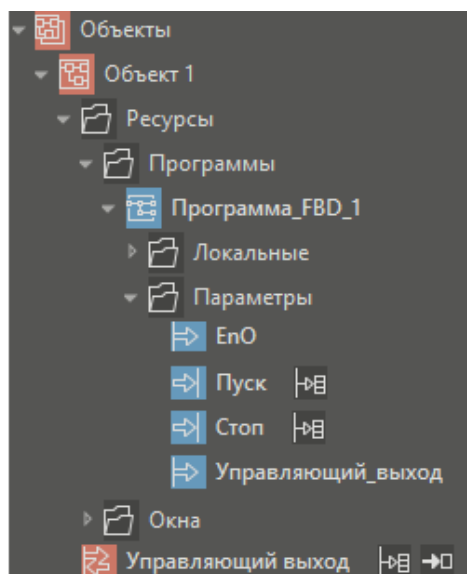 Объекты
Объект 1
Ресурсы
Программы
Программа_FBD_1
Локальные
Параметры
EnO
Пуск
Стоп
Управляющий_выход
Окна
Управляющий выход